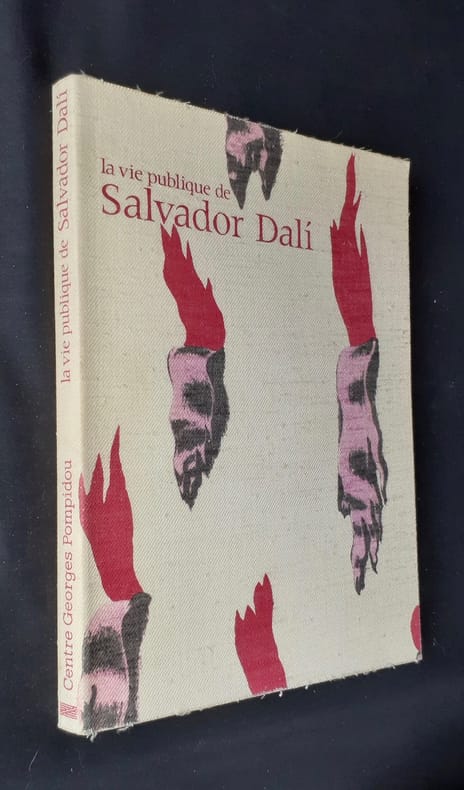 la vie publique de
Salvador Dalí
la vie publique de Salvador Dalí
Centre Georges Pompidou